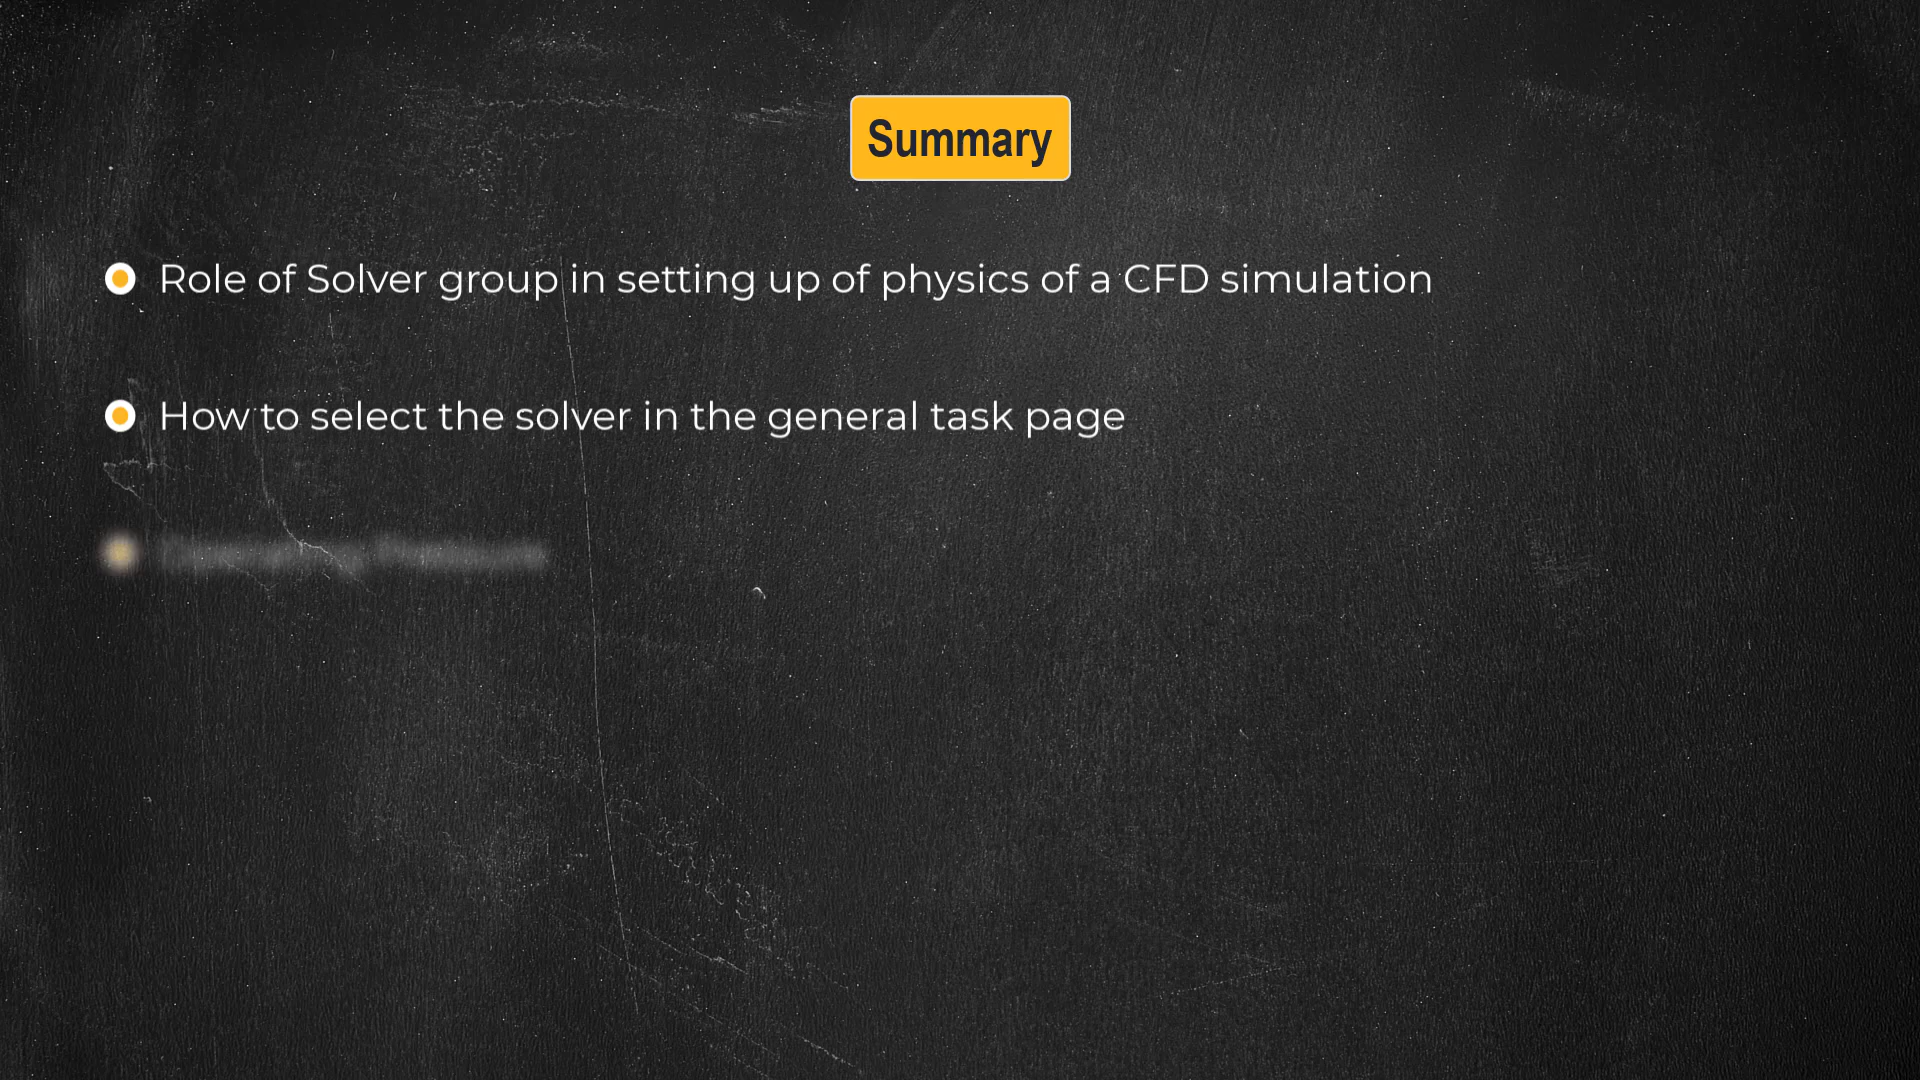 Summary
Role of Solver group in setting up of physics of a CFD simulation
How to select the solver in the general task page